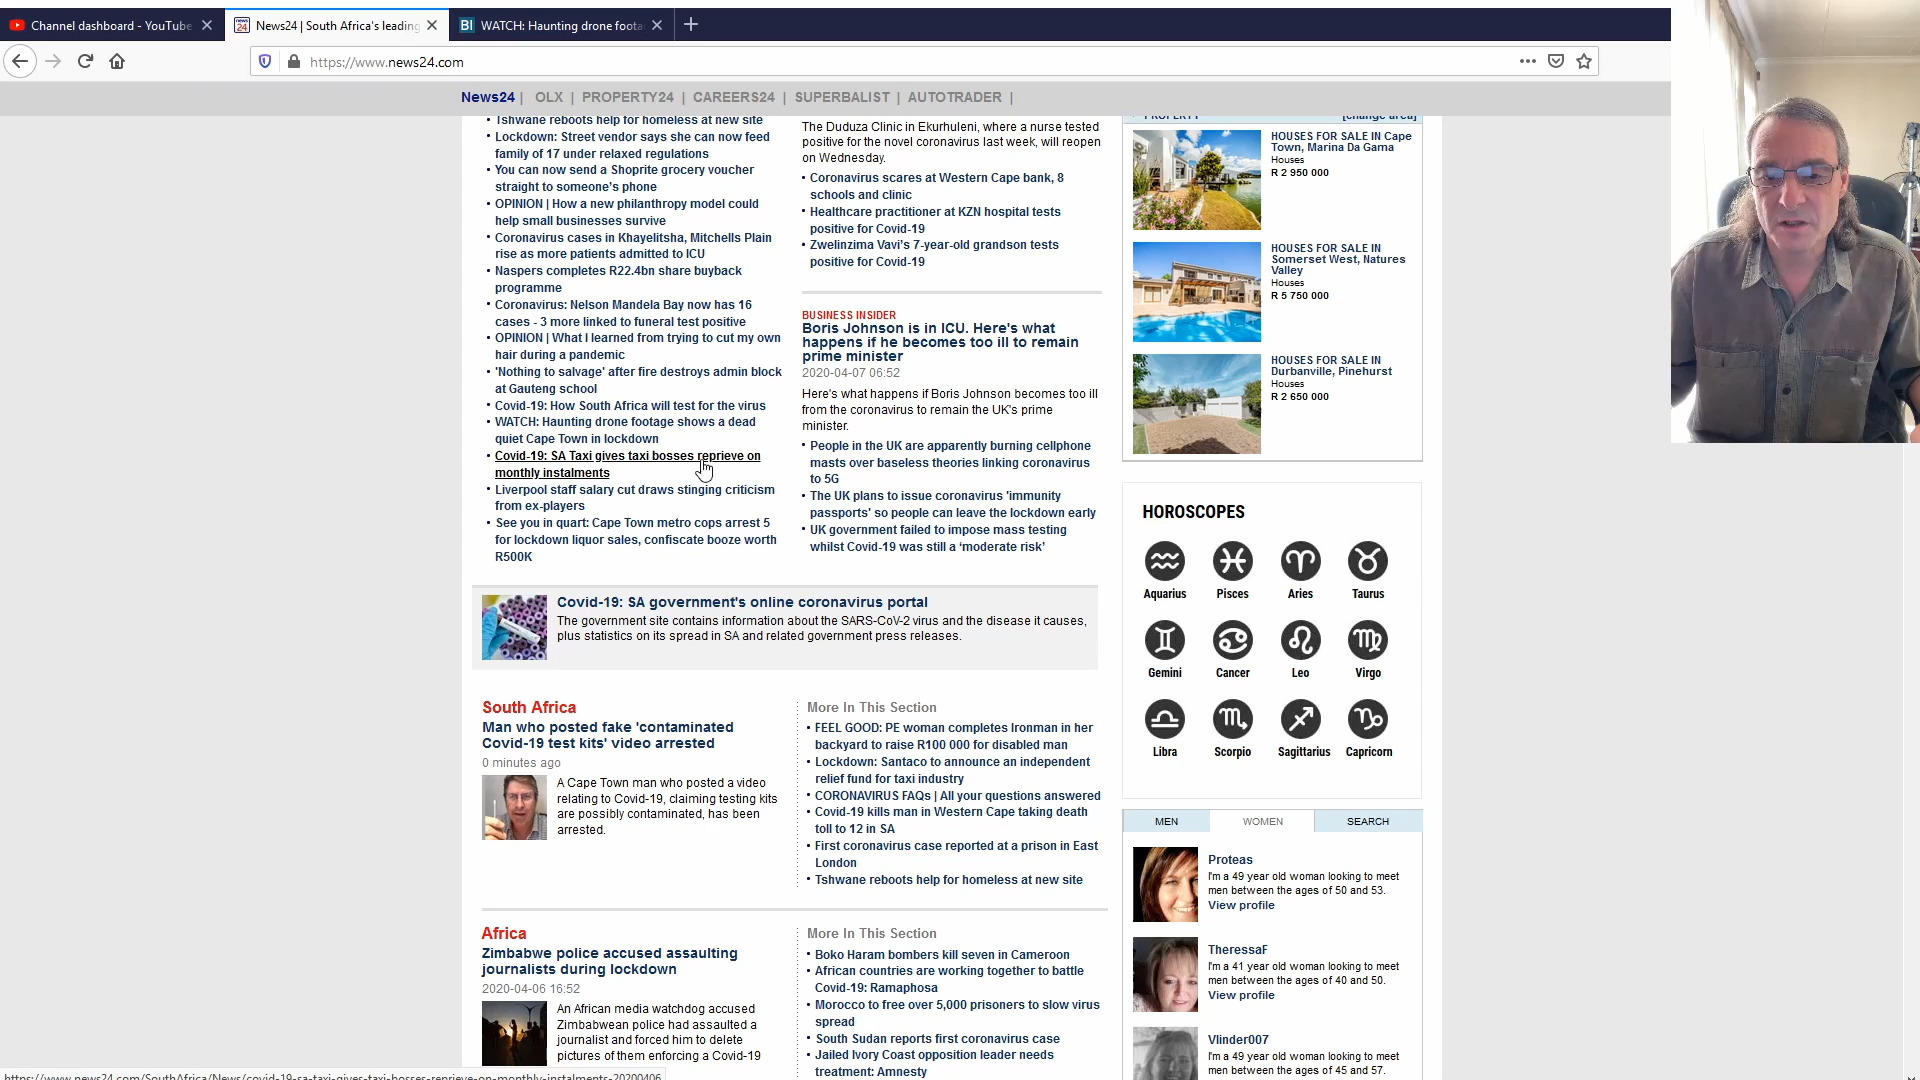 Channel dashboard - YouTube
News24 | South Africa's leading
BI WATCH: Haunting drone foota
https://www.news24.com
News24 | OLX | PROPERTY24 | CAREERS24 | SUPERBALIST | AUTOTRADER |
Tshwane reboots help for homeless at new site
Lockdown: Street vendor says she can now feed
family of 17 under relaxed regulations
You can now send a Shoprite grocery voucher
straight to someone's phone
OPINION | How a new philanthropy model could
help small businesses survive
Coronavirus cases in Khayelitsha, Mitchells Plain
rise as more patients admitted to ICU
Naspers completes R22.4bn share buyback
programme
Coronavirus: Nelson Mandela Bay now has 16
cases - 3 more linked to funeral test positive
OPINION | What I learned from trying to cut my own
hair during a pandemic
'Nothing to salvage' after fire destroys admin block
at Gauteng school
Covid-19: How South Africa will test for the virus
WATCH: Haunting drone footage shows a dead
quiet Cape Town in lockdown
Covid-19: SA Taxi gives taxi bosses reprieve on
monthly instalments
Liverpool staff salary cut draws stinging criticism
from ex-players
See you in quart: Cape Town metro cops arrest 5
for lockdown liquor sales, confiscate booze worth
R500K
The Duduza Clinic in Ekurhuleni, where a nurse tested
positive for the novel coronavirus last week, will reopen
on Wednesday.
Coronavirus scares at Western Cape bank, 8
schools and clinic
Healthcare practitioner at KZN hospital tests
positive for Covid-19
Zwelinzima Vavi's 7-year-old grandson tests
positive for Covid-19
BUSINESS INSIDER
Boris Johnson is in ICU. Here's what
happens if he becomes too ill to remain
prime minister
2020-04-07 06:52
Here's what happens if Boris Johnson becomes too ill
from the coronavirus to remain the UK's prime
minister.
People in the UK are apparently burning cellphone
masts over baseless theories linking coronavirus
to 5G
The UK plans to issue coronavirus 'immunity
passports' so people can leave the lockdown early
UK government failed to impose mass testing
whilst Covid-19 was still a ‘moderate risk’
PROPERTY [change area]
HOUSES FOR SALE IN Cape
Town, Marina Da Gama
Houses
R 2 950 000
HOUSES FOR SALE IN
Somerset West, Natures
Valley
Houses
R 5 750 000
HOUSES FOR SALE IN
Durbanville, Pinehurst
Houses
R 2 650 000
HOROSCOPES
Aquarius Pisces Aries Taurus
Gemini Cancer Leo Virgo
Libra Scorpio Sagittarius Capricorn
Covid-19: SA government's online coronavirus portal
The government site contains information about the SARS-CoV-2 virus and the disease it causes,
plus statistics on its spread in SA and related government press releases.
South Africa
Man who posted fake 'contaminated
Covid-19 test kits' video arrested
0 minutes ago
A Cape Town man who posted a video
relating to Covid-19, claiming testing kits
are possibly contaminated, has been
arrested.
More In This Section
FEEL GOOD: PE woman completes Ironman in her
backyard to raise R100 000 for disabled man
Lockdown: Santaco to announce an independent
relief fund for taxi industry
CORONAVIRUS FAQs | All your questions answered
Covid-19 kills man in Western Cape taking death
toll to 12 in SA
First coronavirus case reported at a prison in East
London
Tshwane reboots help for homeless at new site
Africa
Zimbabwe police accused assaulting
journalists during lockdown
2020-04-06 16:52
An African media watchdog accused
Zimbabwean police had assaulted a
journalist and forced him to delete
pictures of them enforcing a Covid-19
More In This Section
Boko Haram bombers kill seven in Cameroon
African countries are working together to battle
Covid-19: Ramaphosa
Morocco to free over 5,000 prisoners to slow virus
spread
South Sudan reports first coronavirus case
Jailed Ivory Coast opposition leader needs
treatment: Amnesty
MEN WOMEN SEARCH
Proteas
I'm a 49 year old woman looking to meet
men between the ages of 50 and 53.
View profile
TheressaF
I'm a 41 year old woman looking to meet
men between the ages of 40 and 50.
View profile
Vlinder007
I'm a 49 year old woman looking to meet
men between the ages of 45 and 57.
https://www.news24.com/SouthAfrica/News/covid-19-sa-taxi-gives-taxi-bosses-reprieve-on-monthly-instalments-20200406